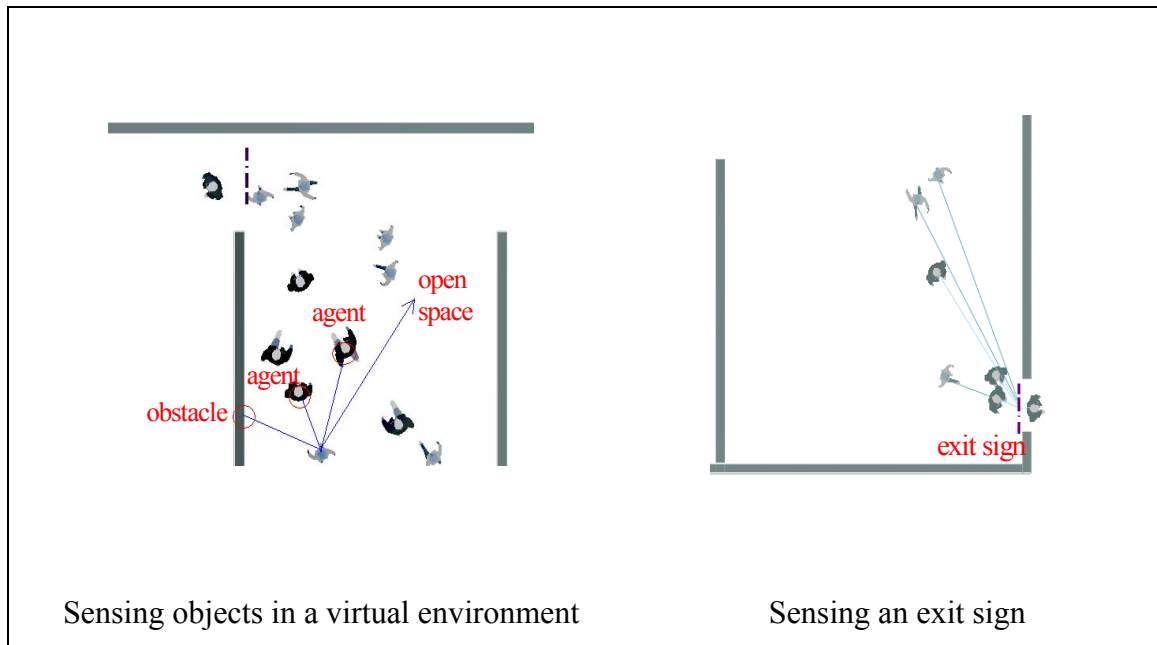 open
space
agent
agent
obstacle
exit sign
Sensing objects in a virtual environment
Sensing an exit sign